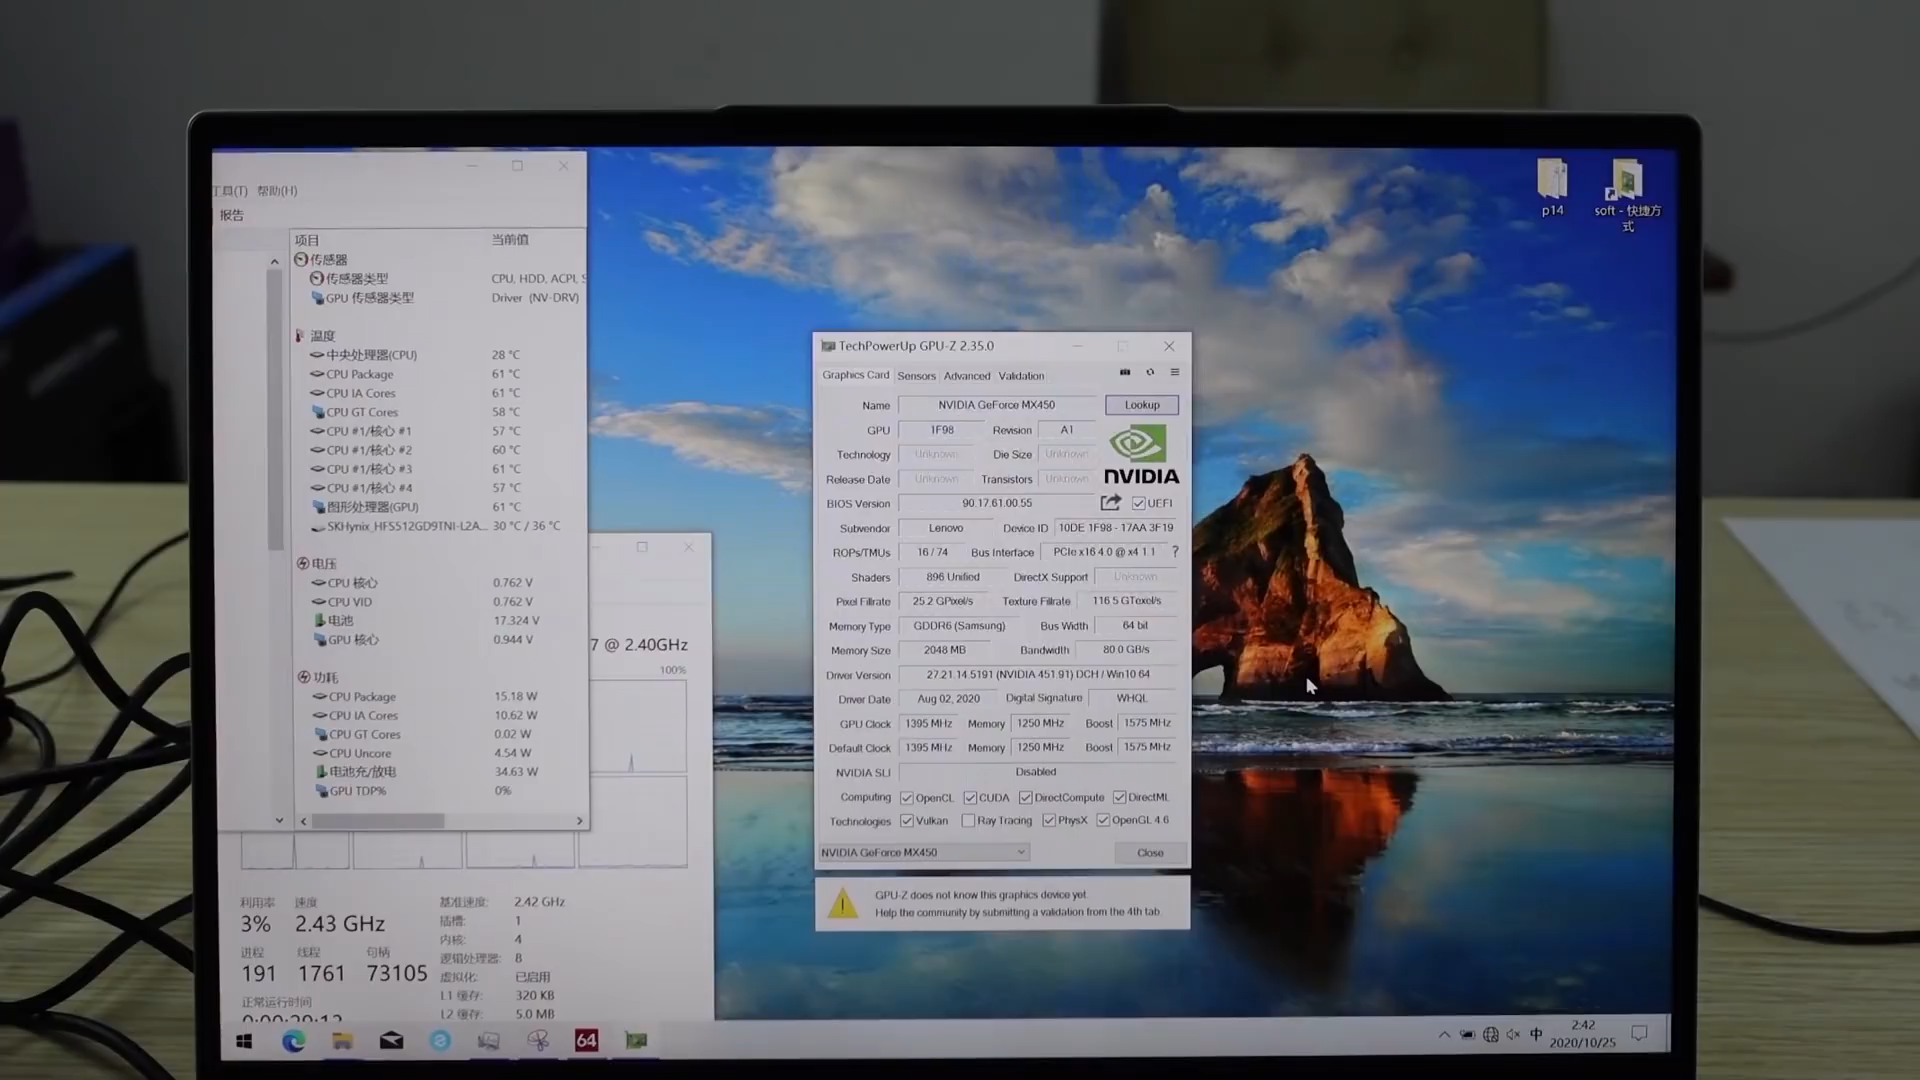 工具(T) 帮助(H)
报告
项目 当前值
传感器
传感器类型 CPU, HDD, ACPI, S
GPU 传感器类型 Driver (NV-DRV)
温度
中央处理器(CPU) 28 °C
CPU Package 61 °C
CPU IA Cores 61 °C
CPU GT Cores 58 °C
CPU #1/核心 #1 57 °C
CPU #1/核心 #2 60 °C
CPU #1/核心 #3 61 °C
CPU #1/核心 #4 57 °C
图形处理器(GPU) 61 °C
SKHynix_HFS512GD9TNI-L2A... 30 °C / 36 °C
电压
CPU 核心 0.762 V
CPU VID 0.762 V
电池 17.324 V
GPU 核心 0.944 V
功耗
CPU Package 15.18 W
CPU IA Cores 10.62 W
CPU GT Cores 0.02 W
CPU Uncore 4.54 W
电池充/放电 34.63 W
GPU TDP% 0%
7 @ 2.40GHz
100%
利用率 速度
3% 2.43 GHz
进程 线程 句柄
191 1761 73105
正常运行时间
0:00:29:12
基准速度: 2.42 GHz
插槽: 1
内核: 4
逻辑处理器: 8
虚拟化: 已启用
L1 缓存: 320 KB
L2 缓存: 5.0 MB
TechPowerUp GPU-Z 2.35.0
Graphics Card Sensors Advanced Validation
Name NVIDIA GeForce MX450 Lookup
GPU 1F98 Revision A1
Technology Unknown Die Size Unknown
Release Date Unknown Transistors Unknown
NVIDIA
BIOS Version 90.17.61.00.55 UEFI
Subvendor Lenovo Device ID 10DE 1F98 - 17AA 3F19
ROPs/TMUs 16 / 74 Bus Interface PCIe x16 4.0 @ x4 1.1 ?
Shaders 896 Unified DirectX Support Unknown
Pixel Fillrate 25.2 GPixel/s Texture Fillrate 116.5 GTexel/s
Memory Type GDDR6 (Samsung) Bus Width 64 bit
Memory Size 2048 MB Bandwidth 80.0 GB/s
Driver Version 27.21.14.5191 (NVIDIA 451.91) DCH / Win10 64
Driver Date Aug 02, 2020 Digital Signature WHQL
GPU Clock 1395 MHz Memory 1250 MHz Boost 1575 MHz
Default Clock 1395 MHz Memory 1250 MHz Boost 1575 MHz
NVIDIA SLI Disabled
Computing OpenCL CUDA DirectCompute DirectML
Technologies Vulkan Ray Tracing PhysX OpenGL 4.6
NVIDIA GeForce MX450 Close
GPU-Z does not know this graphics device yet.
Help the community by submitting a validation from the 4th tab.
p14
soft - 快捷方式
64
中
2:42
2020/10/25